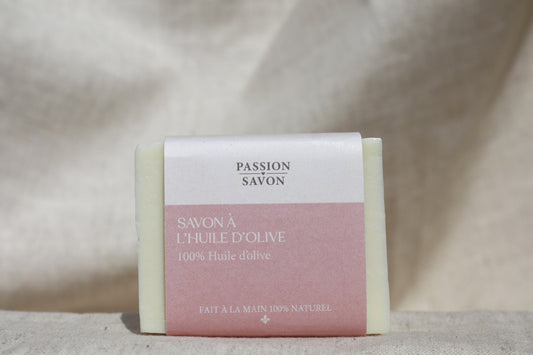 PASSION
SAVON
SAVON À
L'HUILE D'OLIVE
100% Huile d'olive
FAIT À LA MAIN 100% NATUREL